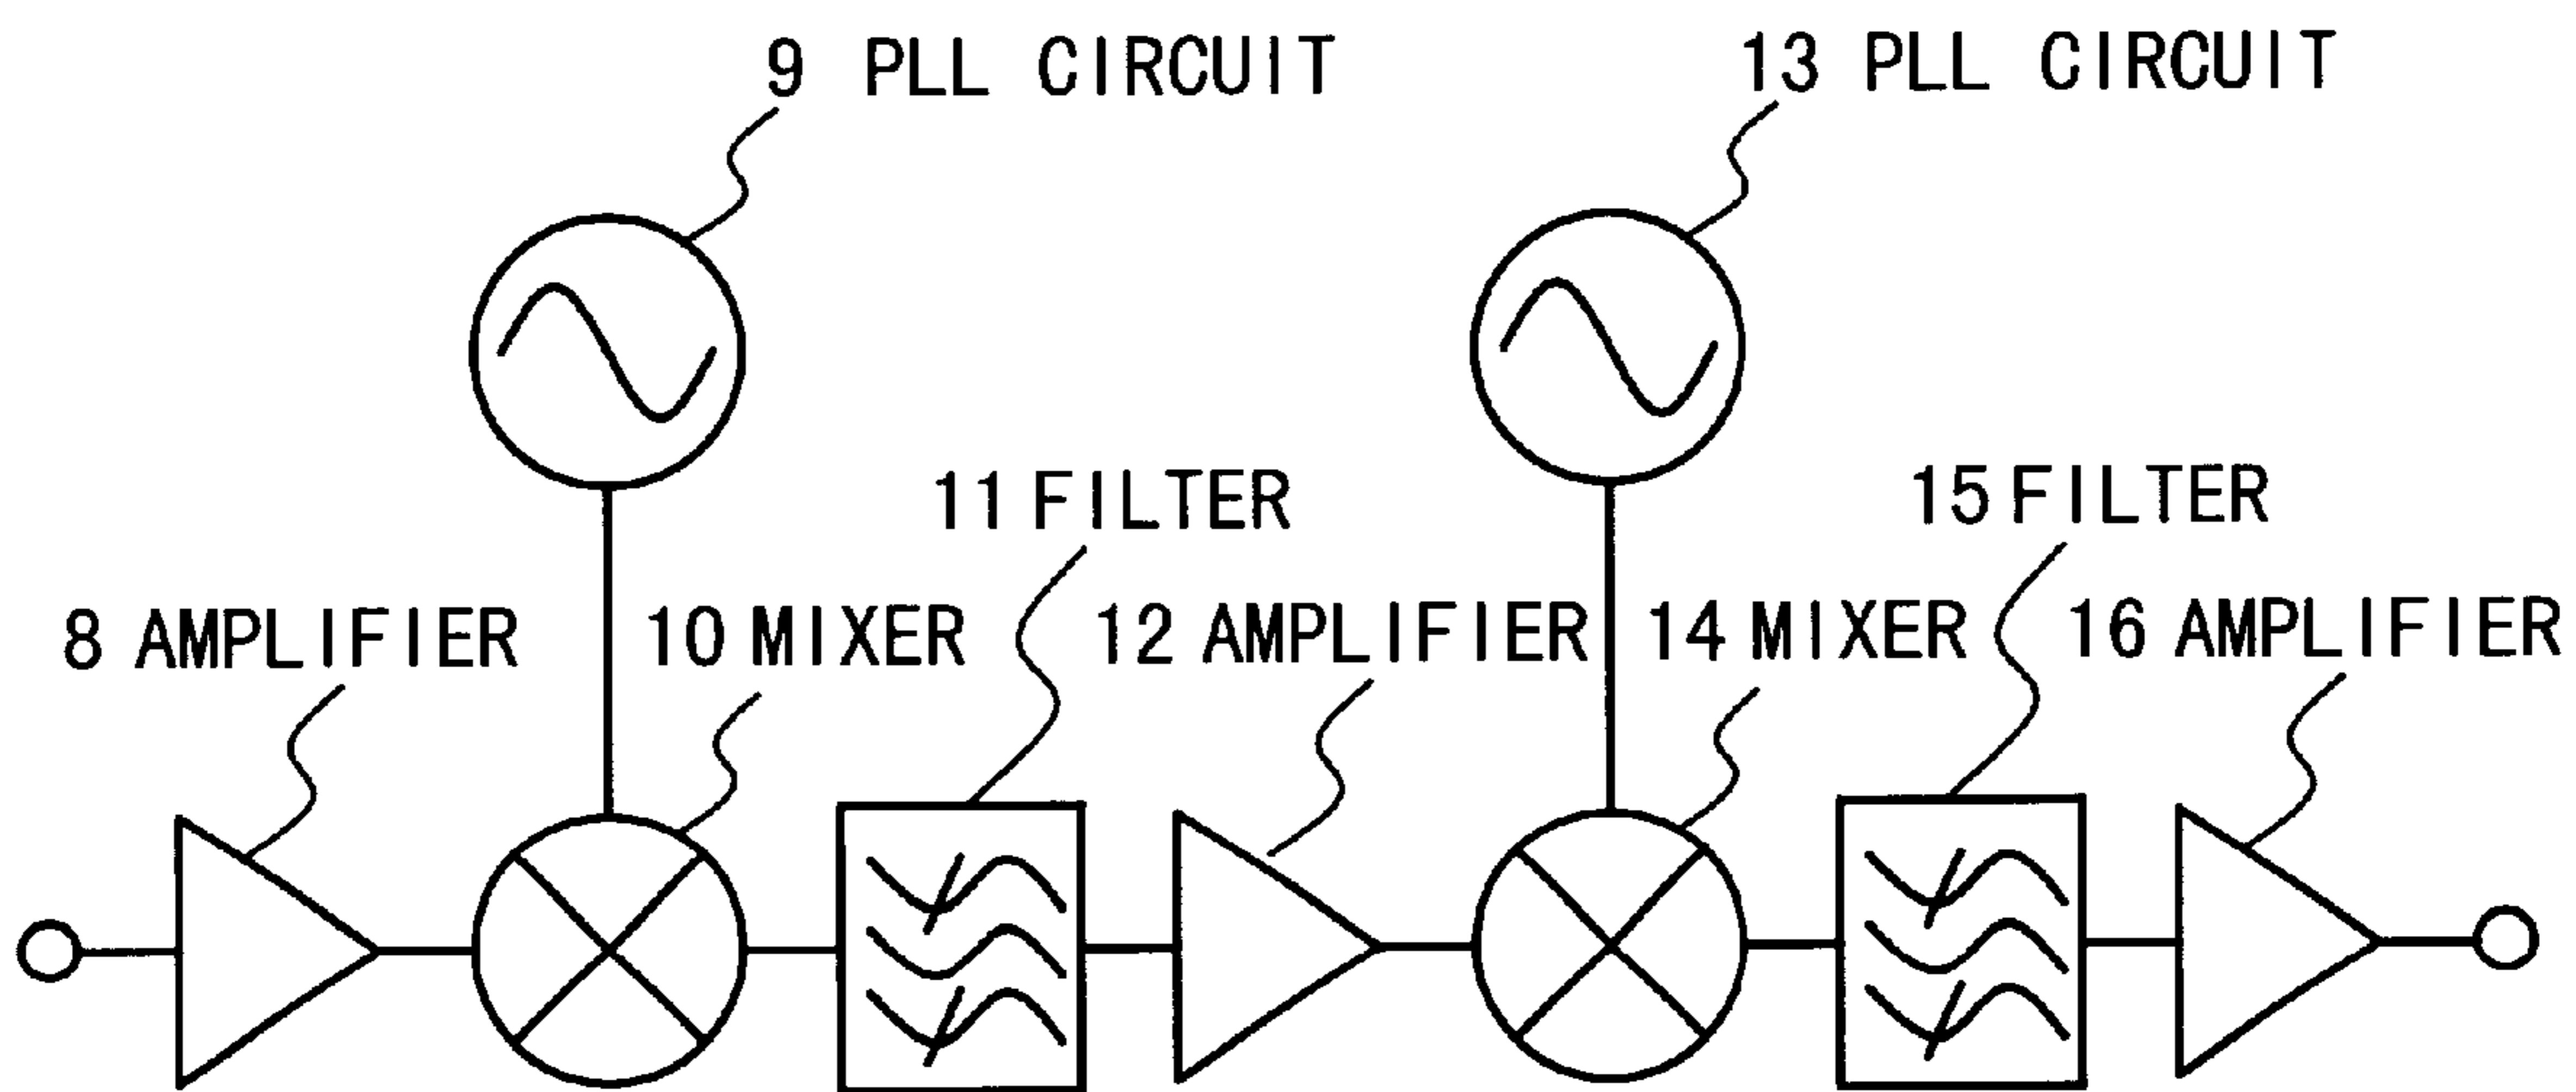 9 PLL CIRCUIT
13 PLL CIRCUIT
11 FILTER
15 FILTER
8 AMPLIFIER
10 MIXER
12 AMPLIFIER
14 MIXER
16 AMPLIFIER